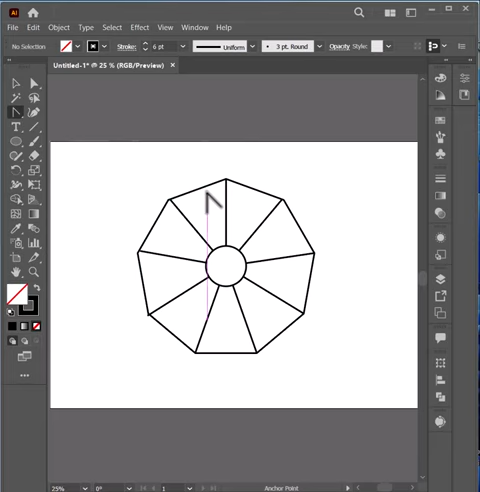 Ai
File Edit Object Type Select Effect View Window Help
No Selection Stroke: 6 pt Uniform 3 pt. Round Opacity Style:
Untitled-1* @ 25 % (RGB/Preview)
25% 0° 1 Anchor Point